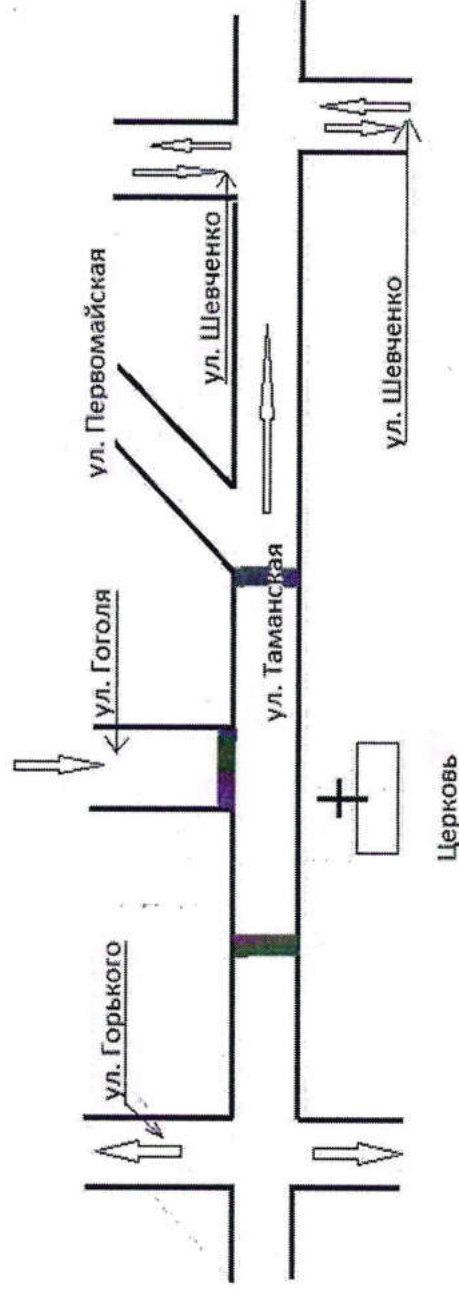 ул. Горького
ул. Гоголя
ул. Первомайская
ул. Шевченко
ул. Таманская
ул. Шевченко
Церковь